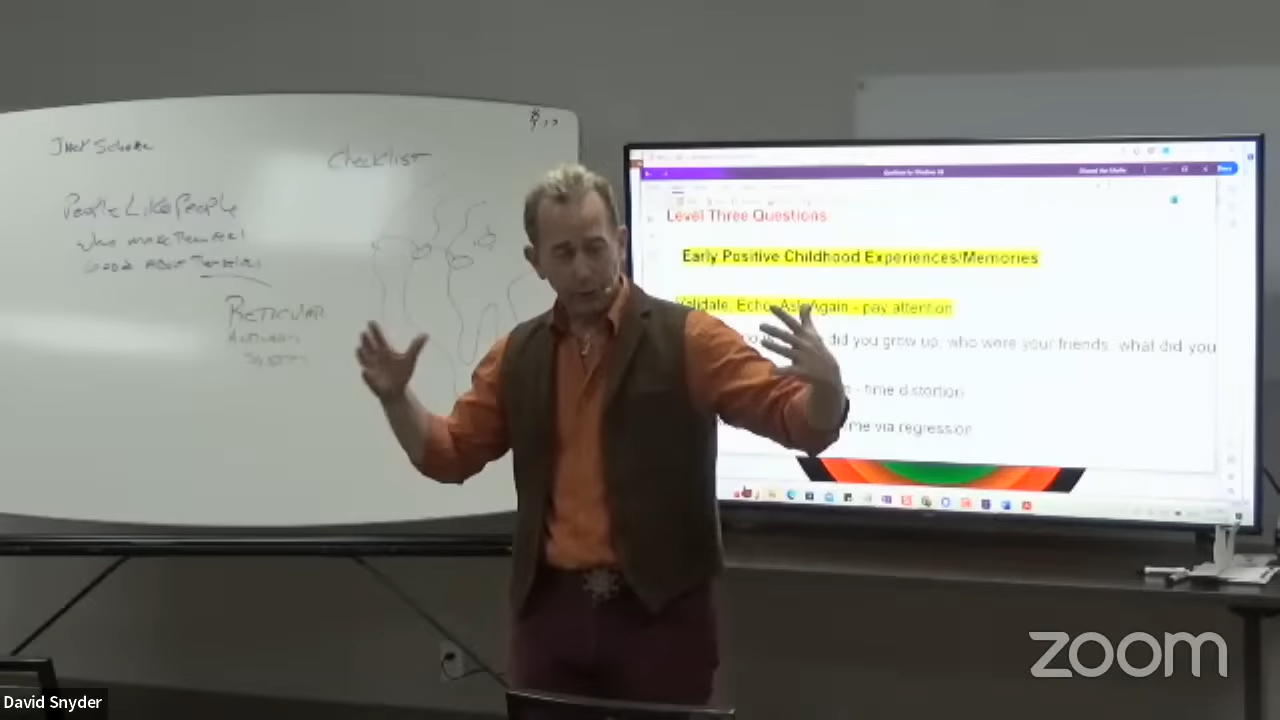 Checklist
People Like People
who make Them feel
Good About Themselves
Reticular
Activating
System
Level Three Questions
Early Positive Childhood Experiences/Memories
Validate, Echo, Ask Again - pay attention
did you grow up, who were your friends, what did you
- time distortion
via regression
zoom
David Snyder